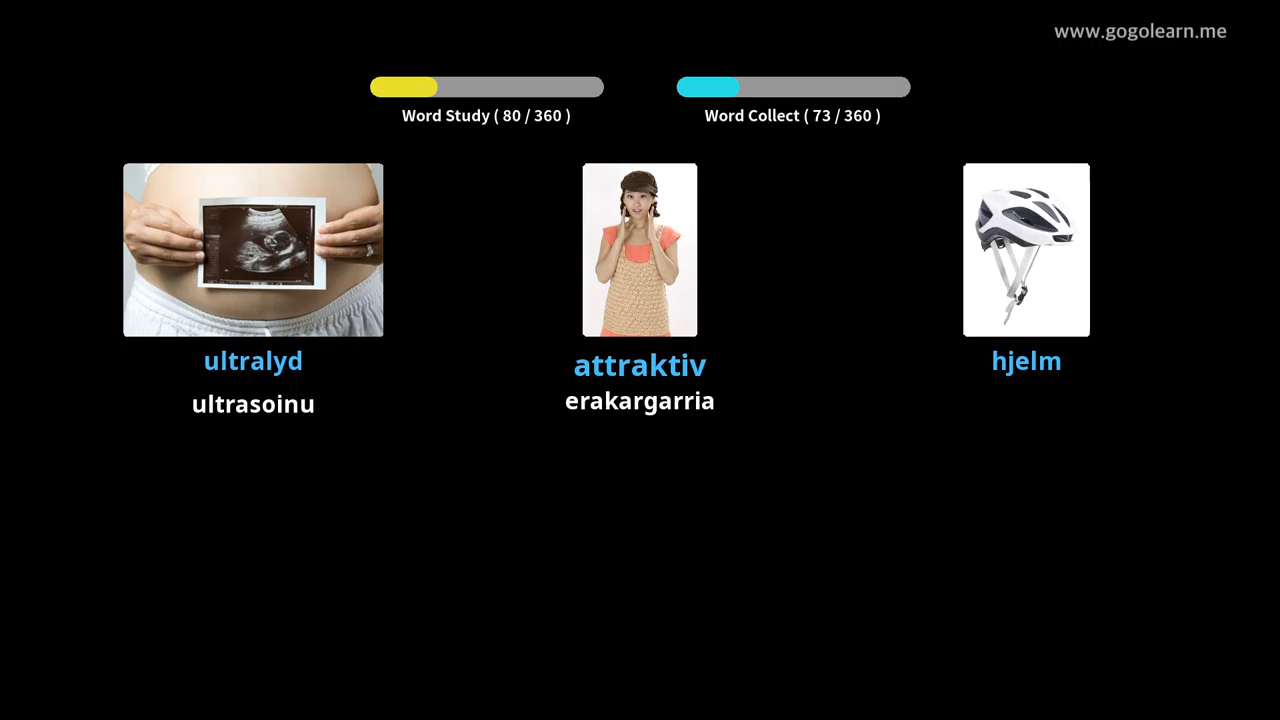 www.gogolearn.me
Word Study ( 80 / 360 )
Word Collect ( 73 / 360 )
ultralyd
attraktiv
hjelm
ultrasoinu
erakargarria